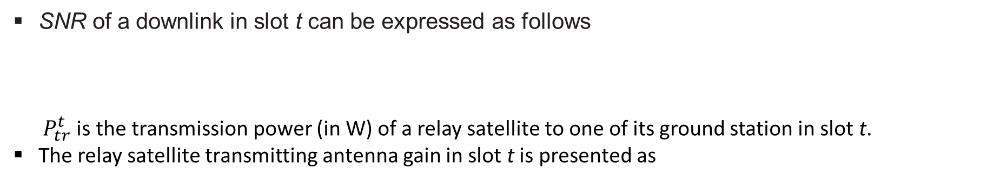 ▪ SNR of a downlink in slot t can be expressed as follows
$P_{tr}^{t}$ is the transmission power (in W) of a relay satellite to one of its ground station in slot t.
▪ The relay satellite transmitting antenna gain in slot t is presented as